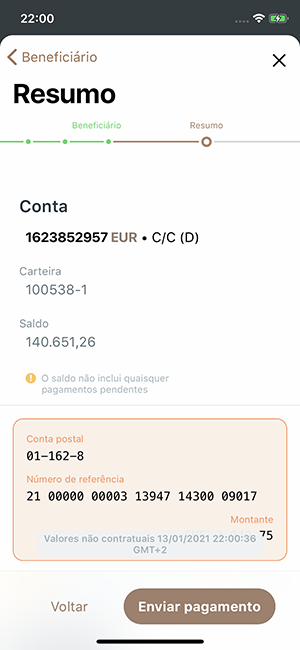 22:00
Beneficiário
Resumo
Beneficiário
Resumo
Conta
1623852957 EUR • C/C (D)
Carteira
100538-1
Saldo
140.651,26
O saldo não inclui quaisquer
pagamentos pendentes
Conta postal
01-162-8
Número de referência
21 00000 00003 13947 14300 09017
Montante
75
Valores não contratuais 13/01/2021 22:00:36
GMT+2
Voltar
Enviar pagamento